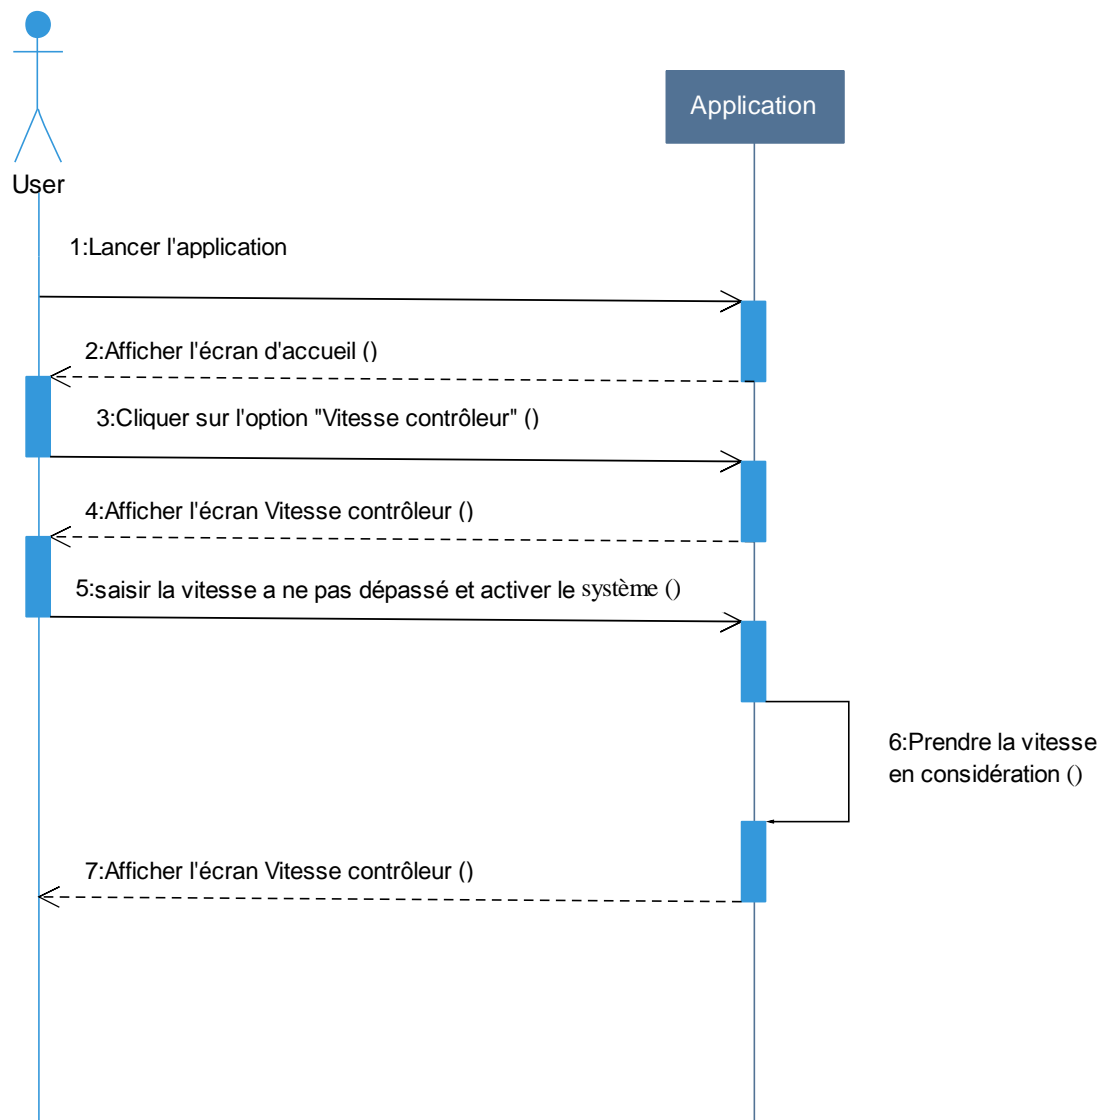 Application
User
1:Lancer l'application
2:Afficher l'écran d'accueil ()
3:Cliquer sur l'option "Vitesse contrôleur" ()
4:Afficher l'écran Vitesse contrôleur ()
5:saisir la vitesse a ne pas dépassé et activer le système ()
6:Prendre la vitesse
en considération ()
7:Afficher l'écran Vitesse contrôleur ()